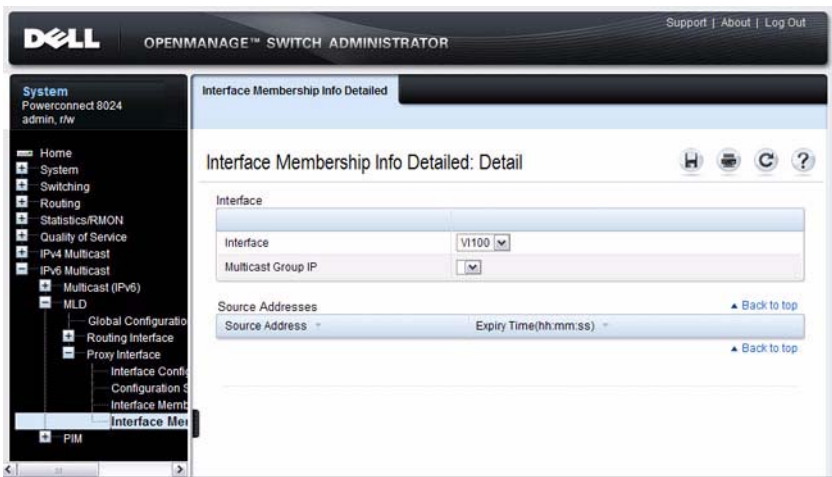 Support | About | Log Out
DELL
OPENMANAGE™ SWITCH ADMINISTRATOR
System
Powerconnect 8024
admin, r/w
Interface Membership Info Detailed
Home
System
Switching
Routing
Statistics/RMON
Quality of Service
IPv4 Multicast
IPv6 Multicast
Multicast (IPv6)
MLD
Global Configuratio
Routing Interface
Proxy Interface
Interface Config
Configuration S
Interface Memb
Interface Mer
PIM
Interface Membership Info Detailed: Detail
Interface
Interface
Vl100
Multicast Group IP
Source Addresses
Back to top
Source Address
Expiry Time(hh:mm:ss)
Back to top